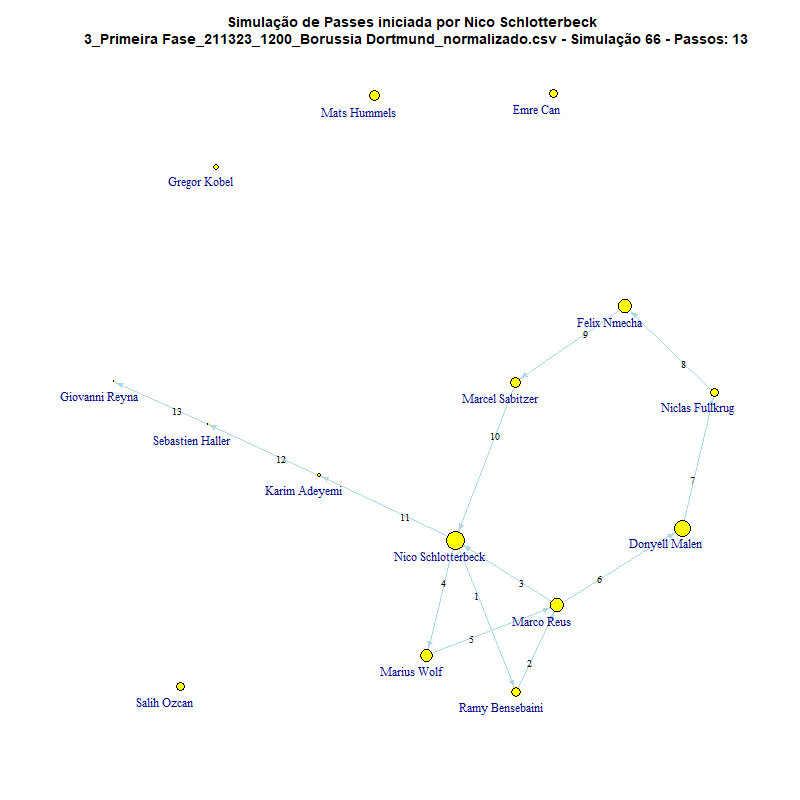 Simulação de Passes iniciada por Nico Schlotterbeck
3_Primeira Fase_211323_1200_Borussia Dortmund_normalizado.csv - Simulação 66 - Passos: 13
Mats Hummels
Emre Can
Gregor Kobel
Felix Nmecha
9
8
Giovanni Reyna
Marcel Sabitzer
Niclas Fullkrug
13
Sebastien Haller
10
12
7
Karim Adeyemi
11
Nico Schlotterbeck
Donyell Malen
4
3
6
1
Marco Reus
5
2
Marius Wolf
Salih Ozcan
Ramy Bensebaini